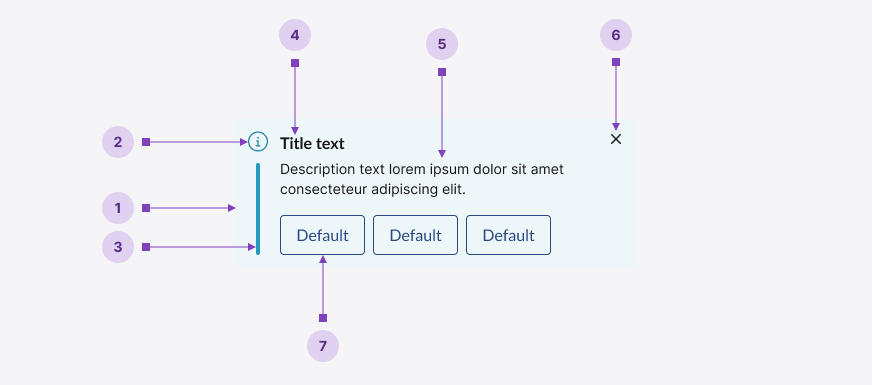 4
5
6
2
Title text
Description text lorem ipsum dolor sit amet
consecteteur adipiscing elit.
1
Default Default Default
3
7